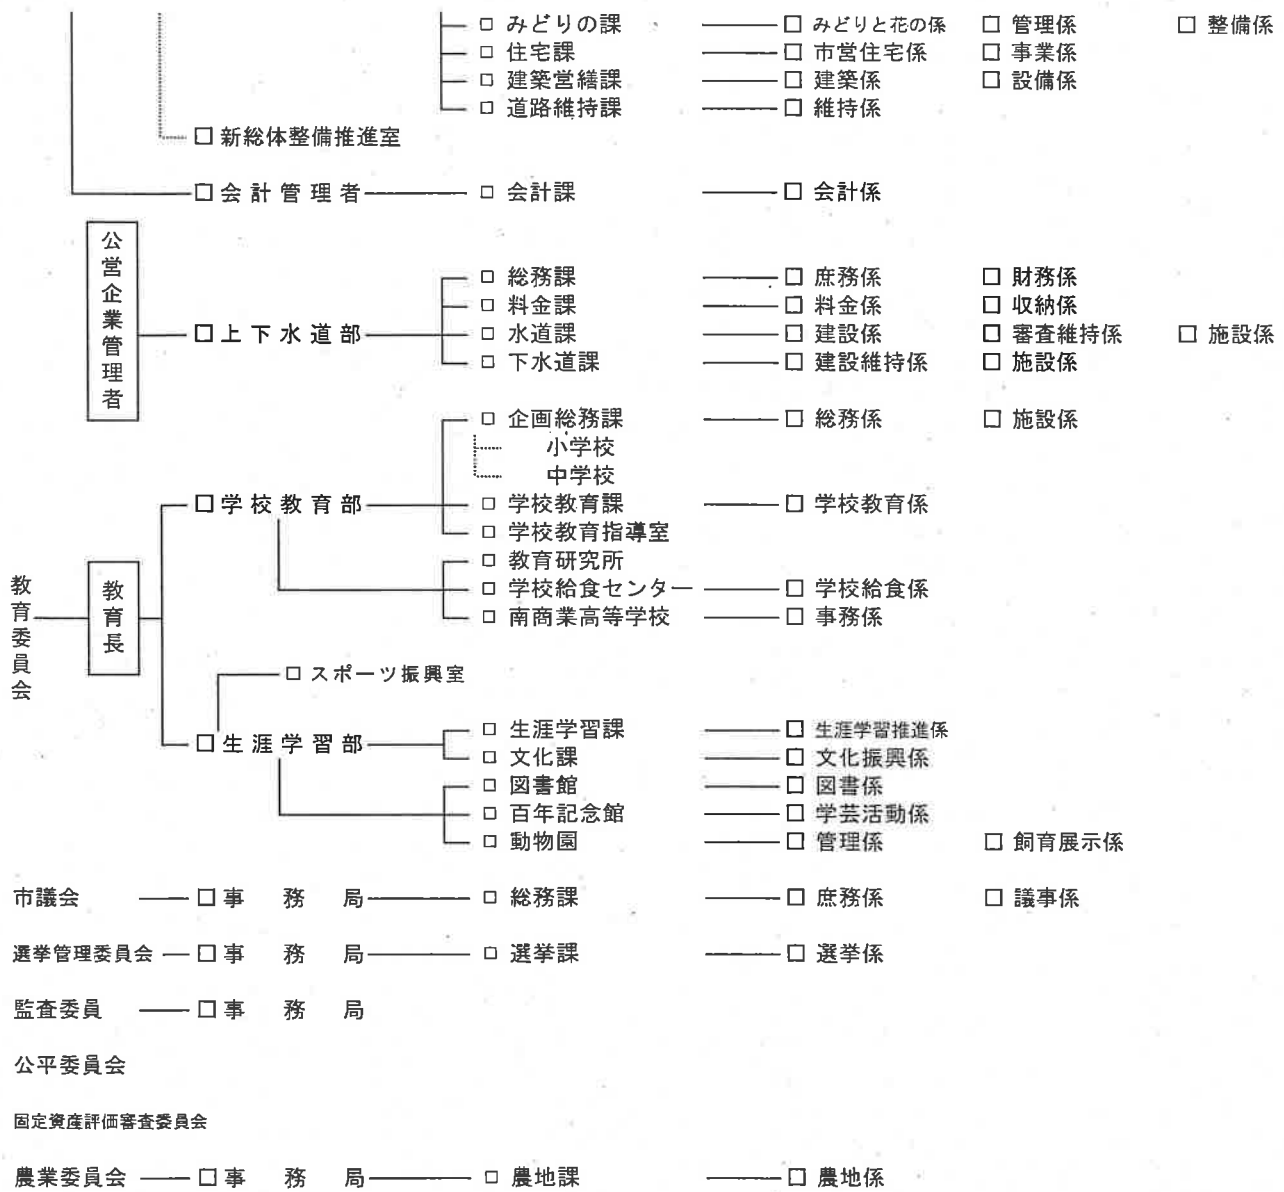 □ みどりの課 □ みどりと花の係 □ 管理係 □ 整備係
□ 住宅課 □ 市営住宅係 □ 事業係
□ 建築営繕課 □ 建築係 □ 設備係
□ 道路維持課 □ 維持係
□ 新総体整備推進室
□ 会計管理者 □ 会計課 □ 会計係
公営企業管理者
□ 総務課 □ 庶務係 □ 財務係
□ 料金課 □ 料金係 □ 収納係
□ 上下水道部 □ 水道課 □ 建設係 □ 審査維持係 □ 施設係
□ 下水道課 □ 建設維持係 □ 施設係
□ 企画総務課 □ 総務係 □ 施設係
小学校
中学校
□ 学校教育部 □ 学校教育課 □ 学校教育係
□ 学校教育指導室
□ 教育研究所
□ 学校給食センター □ 学校給食係
□ 南商業高等学校 □ 事務係
教育委員会
教育長
□ スポーツ振興室
□ 生涯学習課 □ 生涯学習推進係
□ 生涯学習部
□ 文化課 □ 文化振興係
□ 図書館 □ 図書係
□ 百年記念館 □ 学芸活動係
□ 動物園 □ 管理係 □ 飼育展示係
市議会 □ 事務局 □ 総務課 □ 庶務係 □ 議事係
選挙管理委員会 □ 事務局 □ 選挙課 □ 選挙係
監査委員 □ 事務局
公平委員会
固定資産評価審査委員会
農業委員会 □ 事務局 □ 農地課 □ 農地係